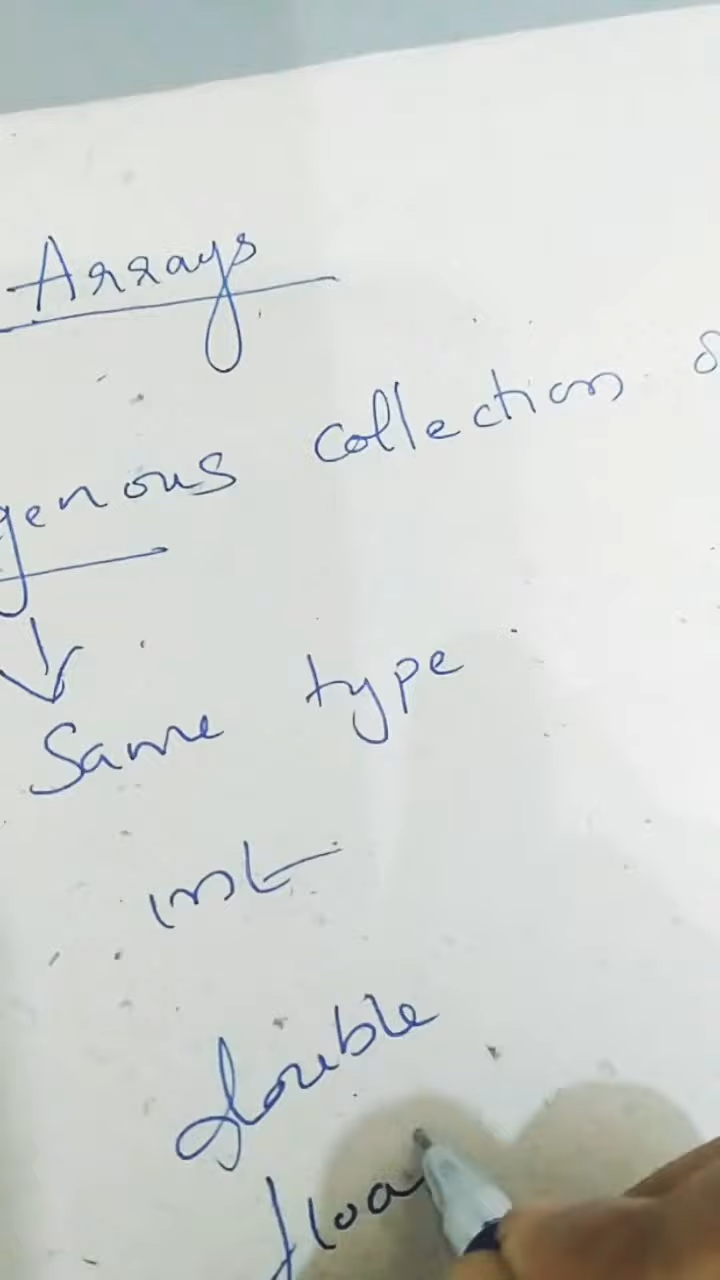 Arrays
genous collection o
Same type
int
double
floa